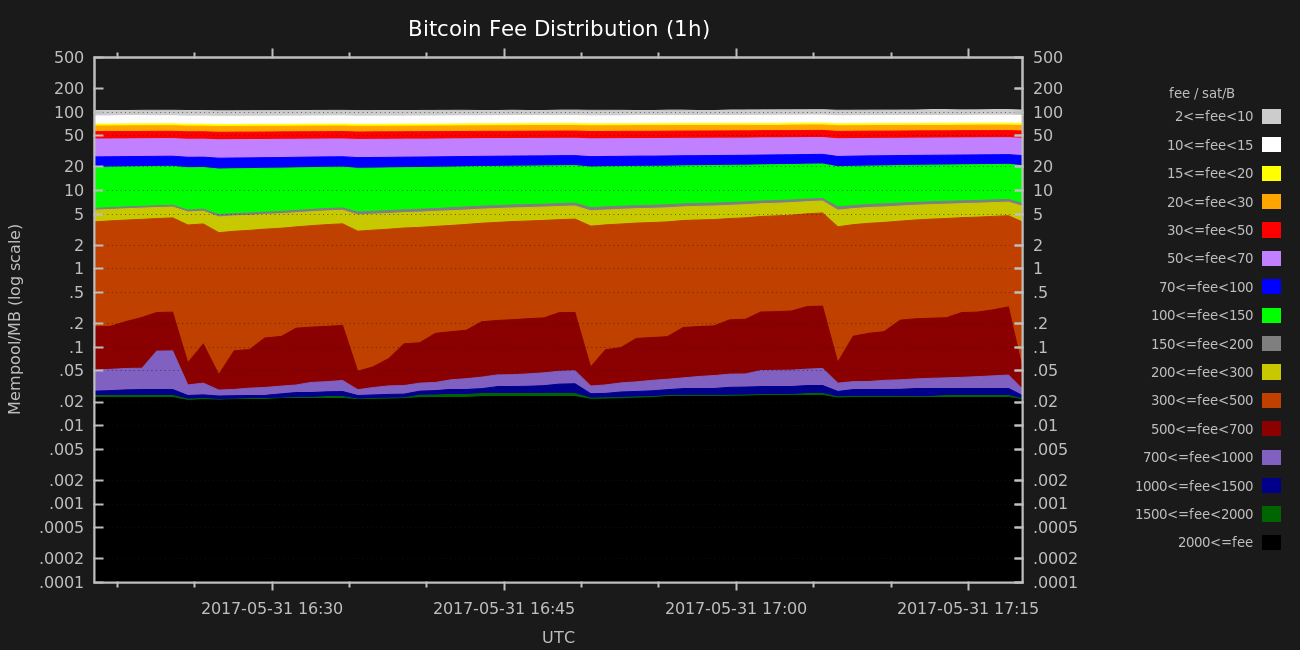 Bitcoin Fee Distribution (1h)
Mempool/MB (log scale)
500
200
100
50
20
10
5
2
1
.5
.2
.1
.05
.02
.01
.005
.002
.001
.0005
.0002
.0001
500
200
100
50
20
10
5
2
1
.5
.2
.1
.05
.02
.01
.005
.002
.001
.0005
.0002
.0001
2017-05-31 16:30 2017-05-31 16:45 2017-05-31 17:00 2017-05-31 17:15
UTC
fee / sat/B
2<=fee<10
10<=fee<15
15<=fee<20
20<=fee<30
30<=fee<50
50<=fee<70
70<=fee<100
100<=fee<150
150<=fee<200
200<=fee<300
300<=fee<500
500<=fee<700
700<=fee<1000
1000<=fee<1500
1500<=fee<2000
2000<=fee